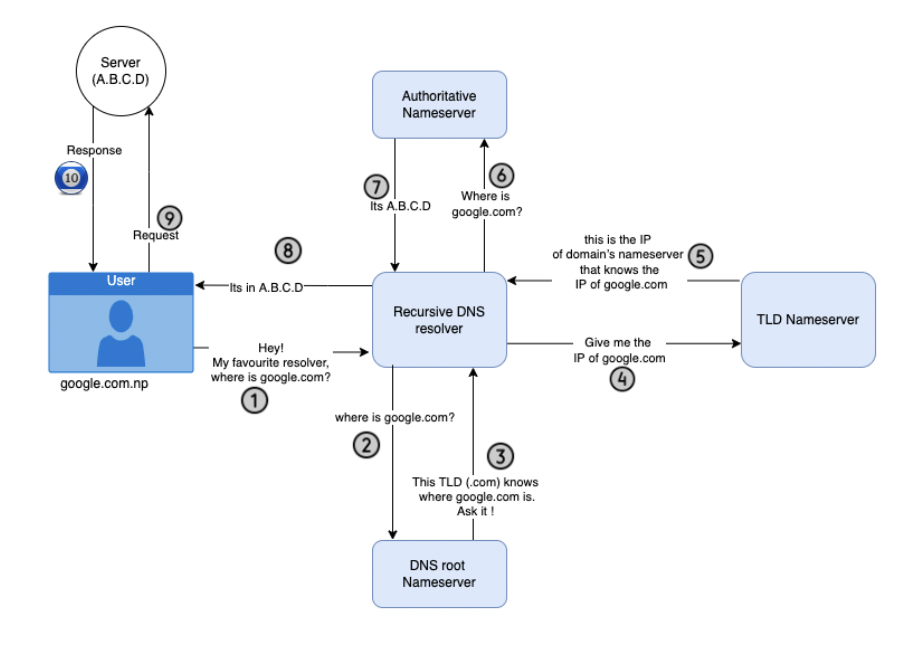 Server
(A.B.C.D)
Authoritative
Nameserver
Response
10
9
Request
7
Its A.B.C.D
6
Where is
google.com?
8
Its in A.B.C.D
this is the IP
of domain's nameserver
that knows the
IP of google.com
5
User
google.com.np
Recursive DNS
resolver
TLD Nameserver
Hey!
My favourite resolver,
where is google.com?
1
Give me the
IP of google.com
4
where is google.com?
2
3
This TLD (.com) knows
where google.com is.
Ask it !
DNS root
Nameserver